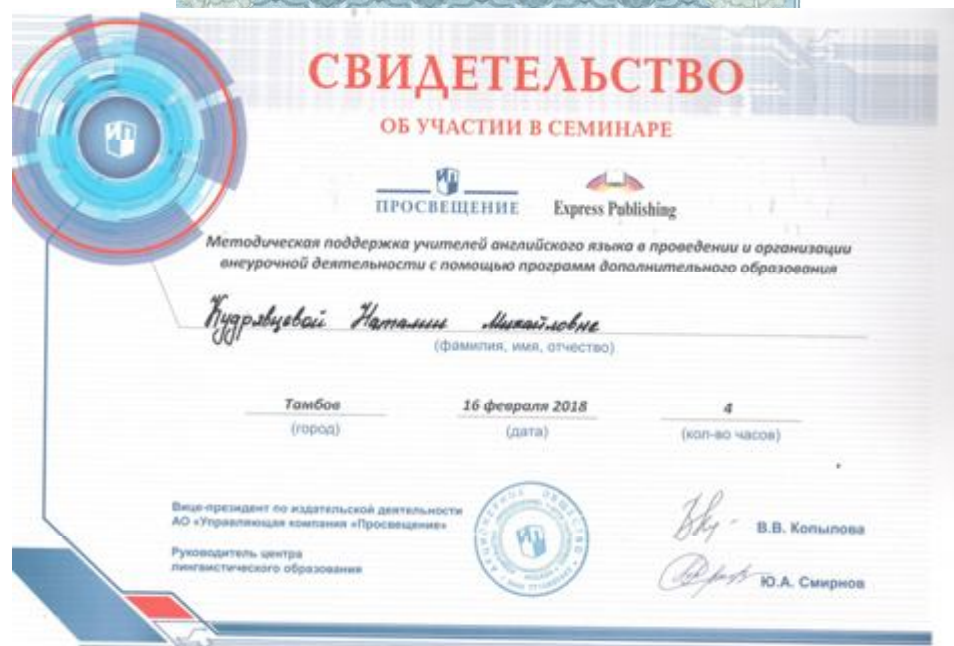 СВИДЕТЕЛЬСТВО
ОБ УЧАСТИИ В СЕМИНАРЕ
ПРОСВЕЩЕНИЕ Express Publishing
Методическая поддержка учителей английского языка в проведении и организации
внеурочной деятельности с помощью программ дополнительного образования
Кудрявцевой Наталии Михайловне
(фамилия, имя, отчество)
Тамбов 16 февраля 2018 4
(город) (дата) (кол-во часов)
Вице-президент по издательской деятельности
АО «Управляющая компания «Просвещение»
В.В. Копылова
Руководитель центра
лингвистического образования
Ю.А. Смирнов
АКЦИОНЕРНОЕ ОБЩЕСТВО